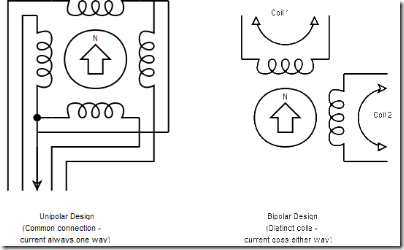 Coil 1
N
N
Coil 2
Unipolar Design
(Common connection -
current always one way)
Bipolar Design
(Distinct coils -
current goes either way)